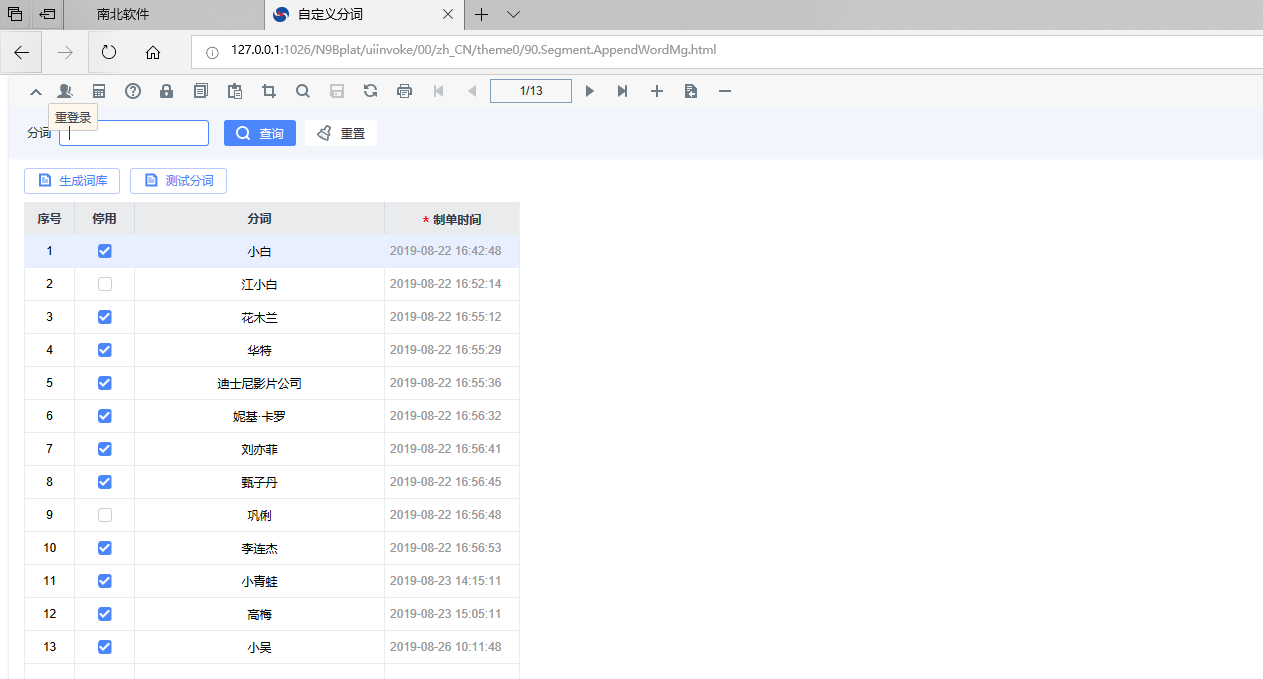 南北软件
自定义分词
127.0.0.1:1026/N9Bplat/uiinvoke/00/zh_CN/theme0/90.Segment.AppendWordMg.html
1/13
重登录
分词 查询 重置
生成词库 测试分词
序号 停用 分词 * 制单时间
1 小白 2019-08-22 16:42:48
2 江小白 2019-08-22 16:52:14
3 花木兰 2019-08-22 16:55:12
4 华特 2019-08-22 16:55:29
5 迪士尼影片公司 2019-08-22 16:55:36
6 妮基·卡罗 2019-08-22 16:56:32
7 刘亦菲 2019-08-22 16:56:41
8 甄子丹 2019-08-22 16:56:45
9 巩俐 2019-08-22 16:56:48
10 李连杰 2019-08-22 16:56:53
11 小青蛙 2019-08-23 14:15:11
12 高梅 2019-08-23 15:05:11
13 小吴 2019-08-26 10:11:48